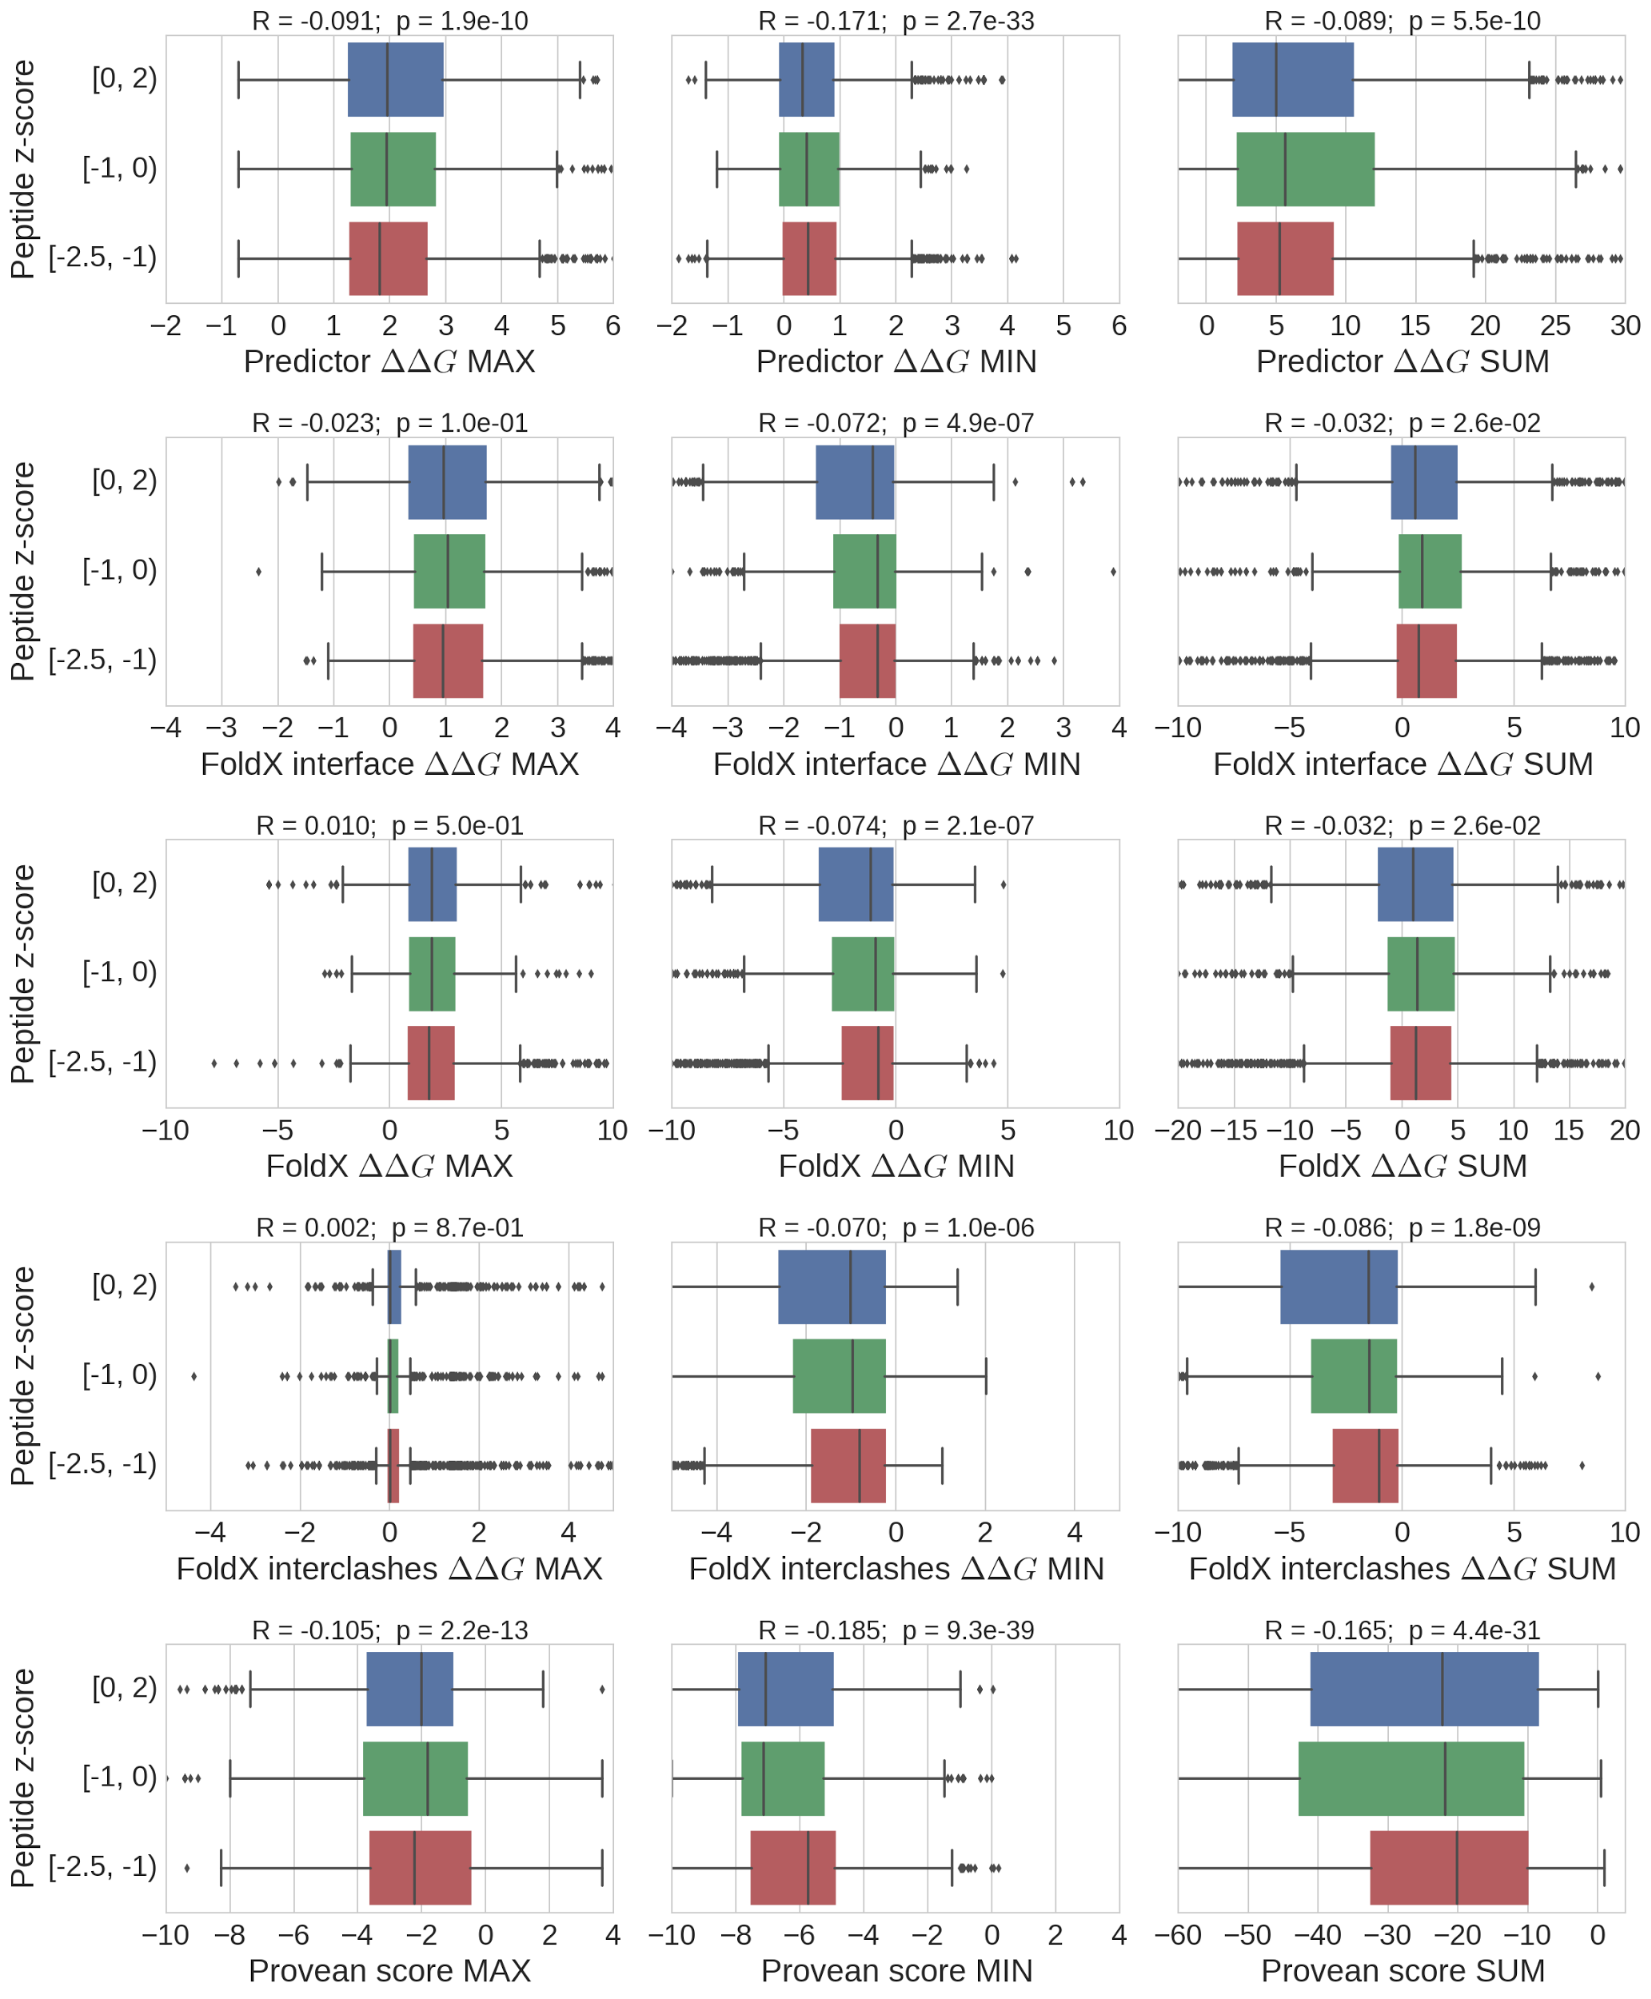 R = -0.091;  p = 1.9e-10
R = -0.171;  p = 2.7e-33
R = -0.089;  p = 5.5e-10
Peptide z-score
[0, 2)
[-1, 0)
[-2.5, -1)
−2 −1 0 1 2 3 4 5 6
−2 −1 0 1 2 3 4 5 6
0 5 10 15 20 25 30
Predictor ΔΔG MAX
Predictor ΔΔG MIN
Predictor ΔΔG SUM
R = -0.023;  p = 1.0e-01
R = -0.072;  p = 4.9e-07
R = -0.032;  p = 2.6e-02
Peptide z-score
[0, 2)
[-1, 0)
[-2.5, -1)
−4 −3 −2 −1 0 1 2 3 4
−4 −3 −2 −1 0 1 2 3 4
−10 −5 0 5 10
FoldX interface ΔΔG MAX
FoldX interface ΔΔG MIN
FoldX interface ΔΔG SUM
R = 0.010;  p = 5.0e-01
R = -0.074;  p = 2.1e-07
R = -0.032;  p = 2.6e-02
Peptide z-score
[0, 2)
[-1, 0)
[-2.5, -1)
−10 −5 0 5 10
−10 −5 0 5 10
−20 −15 −10 −5 0 5 10 15 20
FoldX ΔΔG MAX
FoldX ΔΔG MIN
FoldX ΔΔG SUM
R = 0.002;  p = 8.7e-01
R = -0.070;  p = 1.0e-06
R = -0.086;  p = 1.8e-09
Peptide z-score
[0, 2)
[-1, 0)
[-2.5, -1)
−4 −2 0 2 4
−4 −2 0 2 4
−10 −5 0 5 10
FoldX interclashes ΔΔG MAX
FoldX interclashes ΔΔG MIN
FoldX interclashes ΔΔG SUM
R = -0.105;  p = 2.2e-13
R = -0.185;  p = 9.3e-39
R = -0.165;  p = 4.4e-31
Peptide z-score
[0, 2)
[-1, 0)
[-2.5, -1)
−10 −8 −6 −4 −2 0 2 4
−10 −8 −6 −4 −2 0 2 4
−60 −50 −40 −30 −20 −10 0
Provean score MAX
Provean score MIN
Provean score SUM